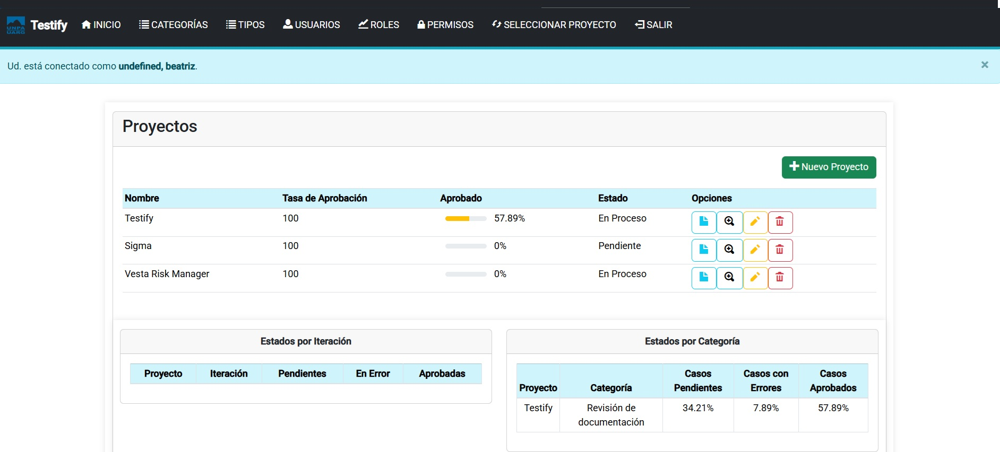 UNPA
UARG
Testify INICIO CATEGORÍAS TIPOS USUARIOS ROLES PERMISOS SELECCIONAR PROYECTO SALIR
Ud. está conectado como undefined, beatriz. ×
Proyectos
Nuevo Proyecto
Nombre Tasa de Aprobación Aprobado Estado Opciones
Testify 100 57.89% En Proceso
Sigma 100 0% Pendiente
Vesta Risk Manager 100 0% En Proceso
Estados por Iteración
Proyecto Iteración Pendientes En Error Aprobadas
Estados por Categoría
Proyecto Categoría Casos Pendientes Casos con Errores Casos Aprobados
Testify Revisión de documentación 34.21% 7.89% 57.89%